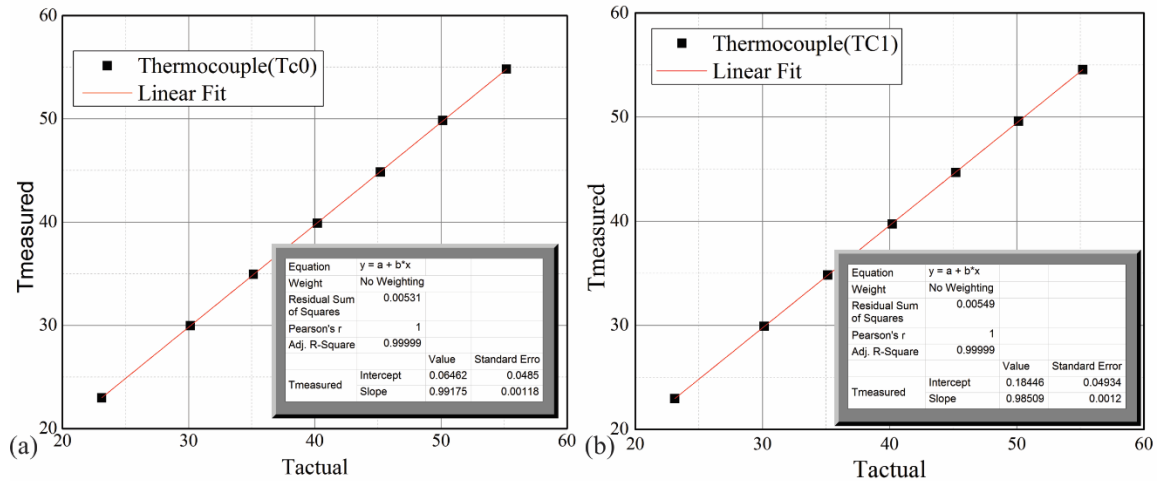 60
50
40
30
20
Tmeasured
Thermocouple(Tc0)
Linear Fit
Equation y = a + b*x
Weight No Weighting
Residual Sum
of Squares 0.00531
Pearson's r 1
Adj. R-Square 0.99999
Value Standard Erro
Tmeasured Intercept 0.06462 0.0485
Slope 0.99175 0.00118
20 30 40 50 60
(a)
Tactual
60
50
40
30
20
Tmeasured
Thermocouple(TC1)
Linear Fit
Equation y = a + b*x
Weight No Weighting
Residual Sum
of Squares 0.00549
Pearson's r 1
Adj. R-Square 0.99999
Value Standard Error
Tmeasured Intercept 0.18446 0.04934
Slope 0.98509 0.0012
20 30 40 50 60
(b)
Tactual